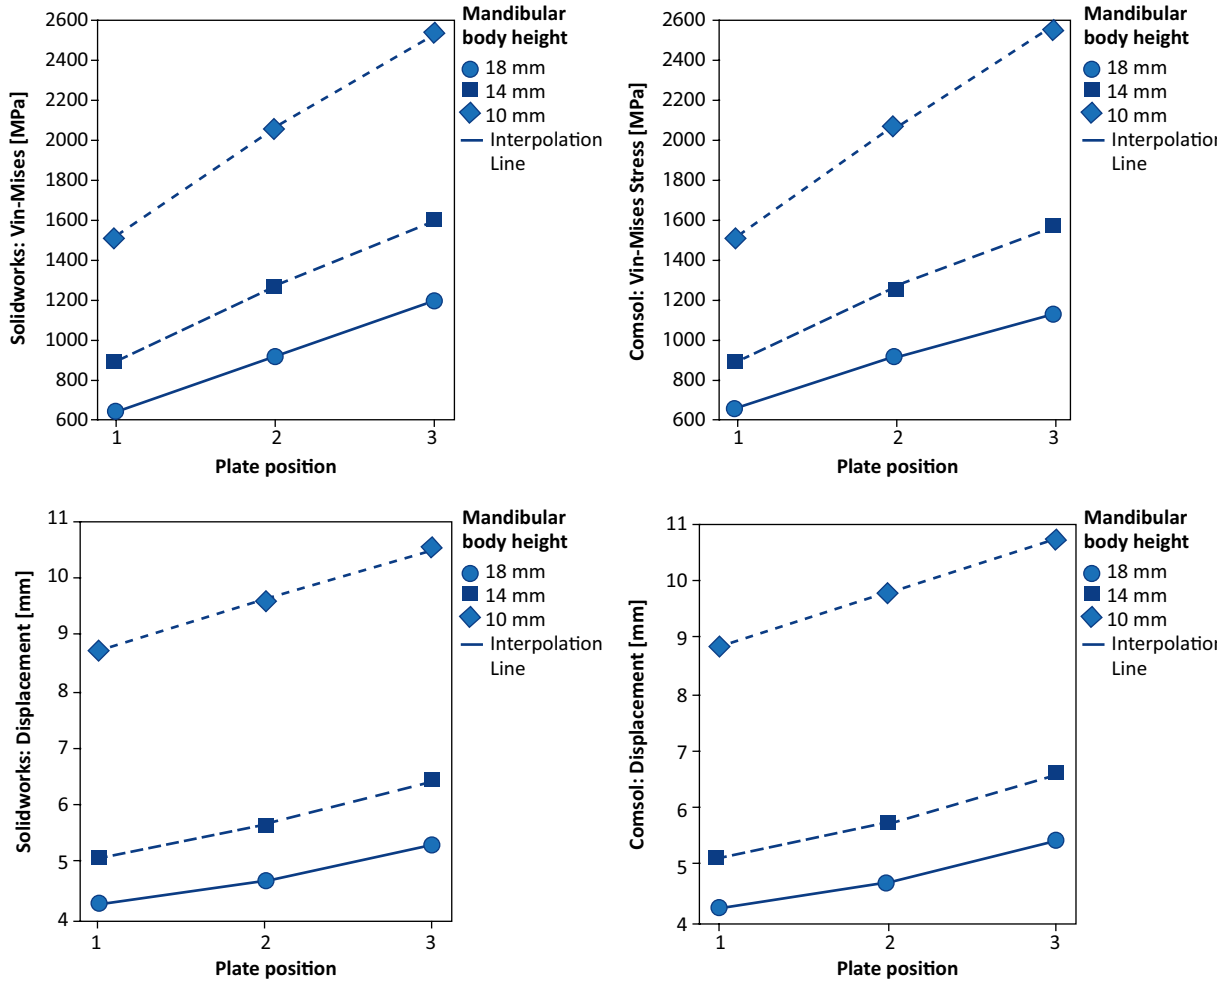 Solidworks: Vin-Mises [MPa]
2600
2400
2200
2000
1800
1600
1400
1200
1000
800
600
1 2 3
Plate position
Mandibular
body height
18 mm
14 mm
10 mm
Interpolation
Line
Comsol: Vin-Mises Stress [MPa]
2600
2400
2200
2000
1800
1600
1400
1200
1000
800
600
1 2 3
Plate position
Mandibular
body height
18 mm
14 mm
10 mm
Interpolation
Line
Solidworks: Displacement [mm]
11
10
9
8
7
6
5
4
1 2 3
Plate position
Mandibular
body height
18 mm
14 mm
10 mm
Interpolation
Line
Comsol: Displacement [mm]
11
10
9
8
7
6
5
4
1 2 3
Plate position
Mandibular
body height
18 mm
14 mm
10 mm
Interpolation
Line